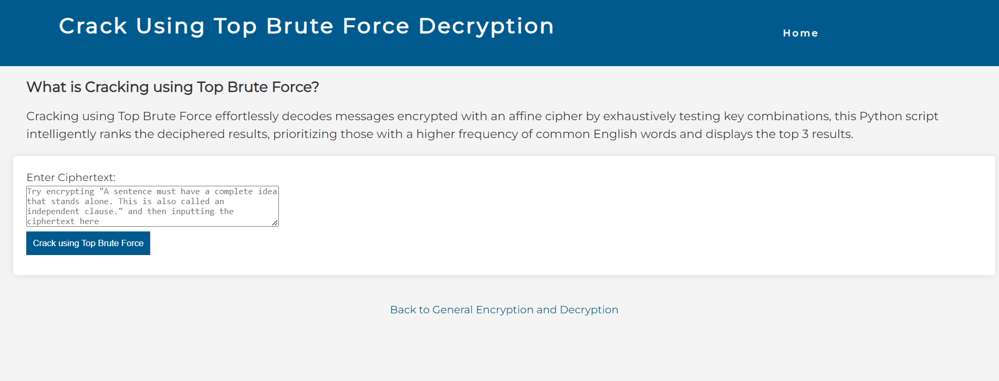 Crack Using Top Brute Force Decryption
Home
What is Cracking using Top Brute Force?
Cracking using Top Brute Force effortlessly decodes messages encrypted with an affine cipher by exhaustively testing key combinations, this Python script
intelligently ranks the deciphered results, prioritizing those with a higher frequency of common English words and displays the top 3 results.
Enter Ciphertext:
Try encrypting "A sentence must have a complete idea
that stands alone. This is also called an
independent clause." and then inputting the
ciphertext here
Crack using Top Brute Force
Back to General Encryption and Decryption